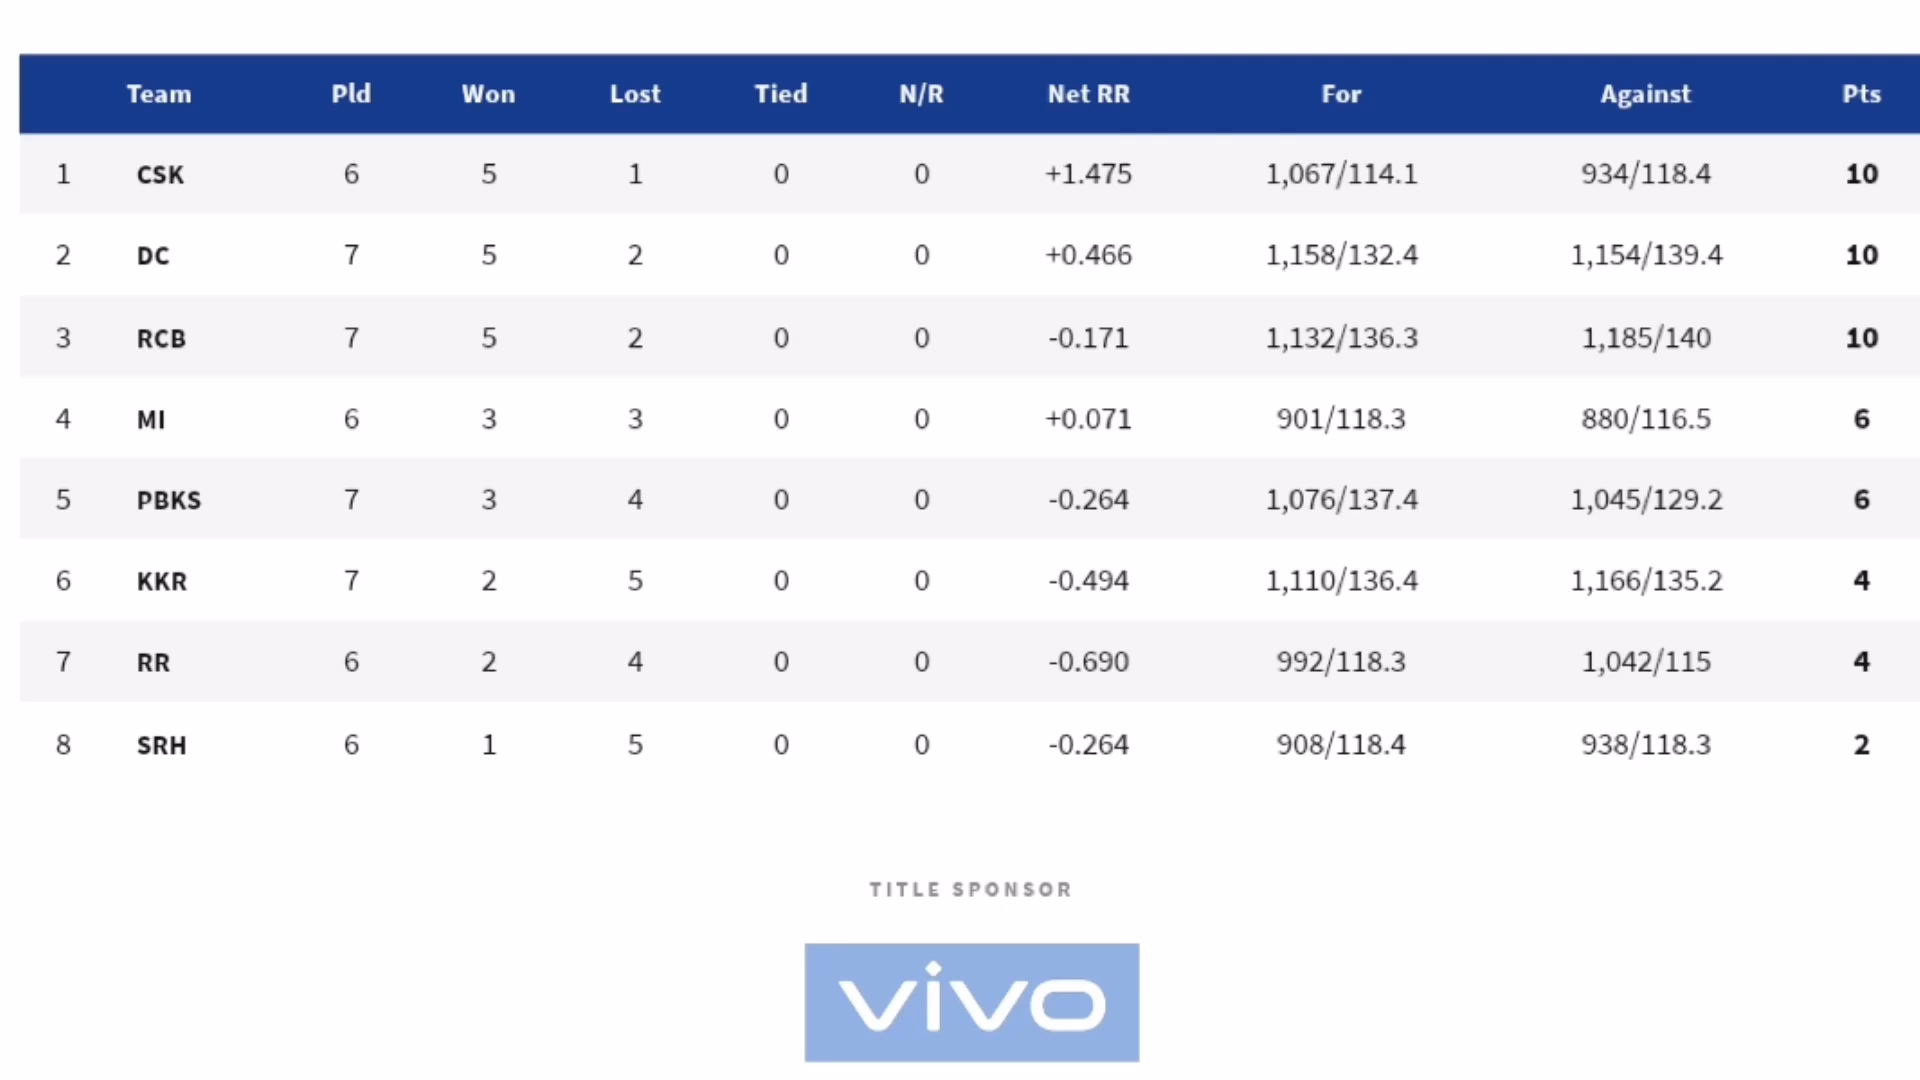 Team Pld Won Lost Tied N/R Net RR For Against Pts
1 CSK 6 5 1 0 0 +1.475 1,067/114.1 934/118.4 10
2 DC 7 5 2 0 0 +0.466 1,158/132.4 1,154/139.4 10
3 RCB 7 5 2 0 0 -0.171 1,132/136.3 1,185/140 10
4 MI 6 3 3 0 0 +0.071 901/118.3 880/116.5 6
5 PBKS 7 3 4 0 0 -0.264 1,076/137.4 1,045/129.2 6
6 KKR 7 2 5 0 0 -0.494 1,110/136.4 1,166/135.2 4
7 RR 6 2 4 0 0 -0.690 992/118.3 1,042/115 4
8 SRH 6 1 5 0 0 -0.264 908/118.4 938/118.3 2
TITLE SPONSOR
vivo